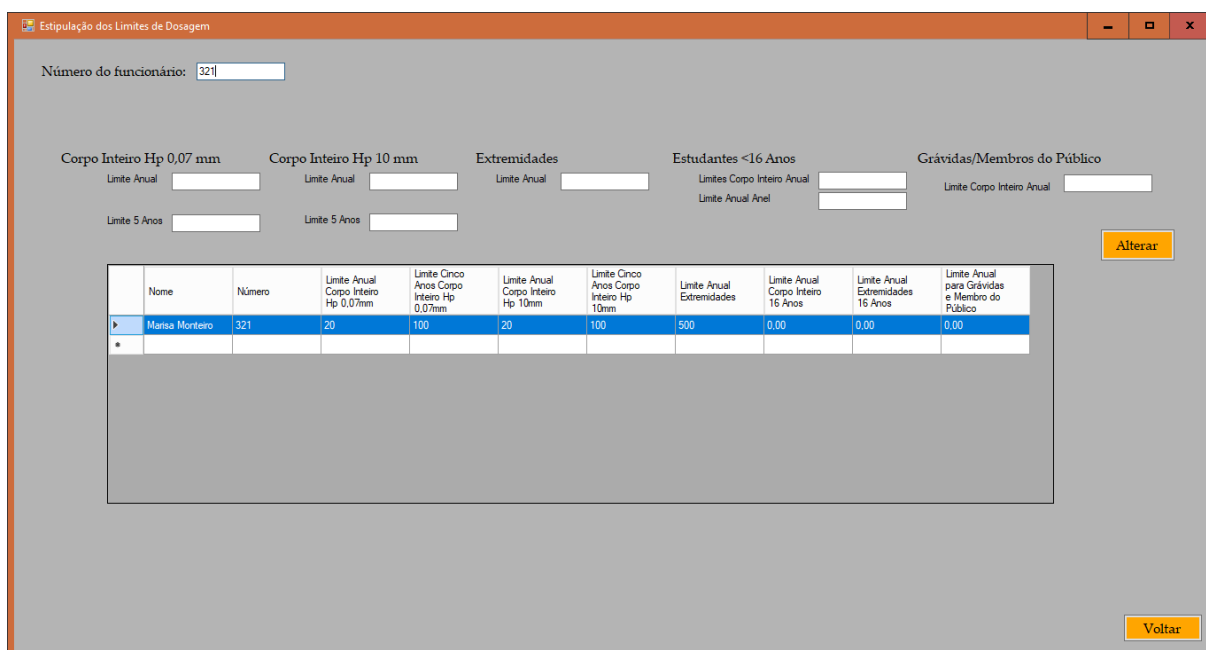 Estipulação dos Limites de Dosagem
Número do funcionário: 321
Corpo Inteiro Hp 0,07 mm
Corpo Inteiro Hp 10 mm
Extremidades
Estudantes <16 Anos
Grávidas/Membros do Público
Limite Anual
Limite Anual
Limite Anual
Limites Corpo Inteiro Anual
Limite Corpo Inteiro Anual
Limite Anual Anel
Limite 5 Anos
Limite 5 Anos
Alterar
Nome
Número
Limite Anual
Corpo Inteiro
Hp 0,07mm
Limite Cinco
Anos Corpo
Inteiro Hp
0,07mm
Limite Anual
Corpo Inteiro
Hp 10mm
Limite Cinco
Anos Corpo
Inteiro Hp
10mm
Limite Anual
Extremidades
Limite Anual
Corpo Inteiro
16 Anos
Limite Anual
Extremidades
16 Anos
Limite Anual
para Grávidas
e Membro do
Público
Marisa Monteiro 321 20 100 20 100 500 0,00 0,00 0,00
Voltar